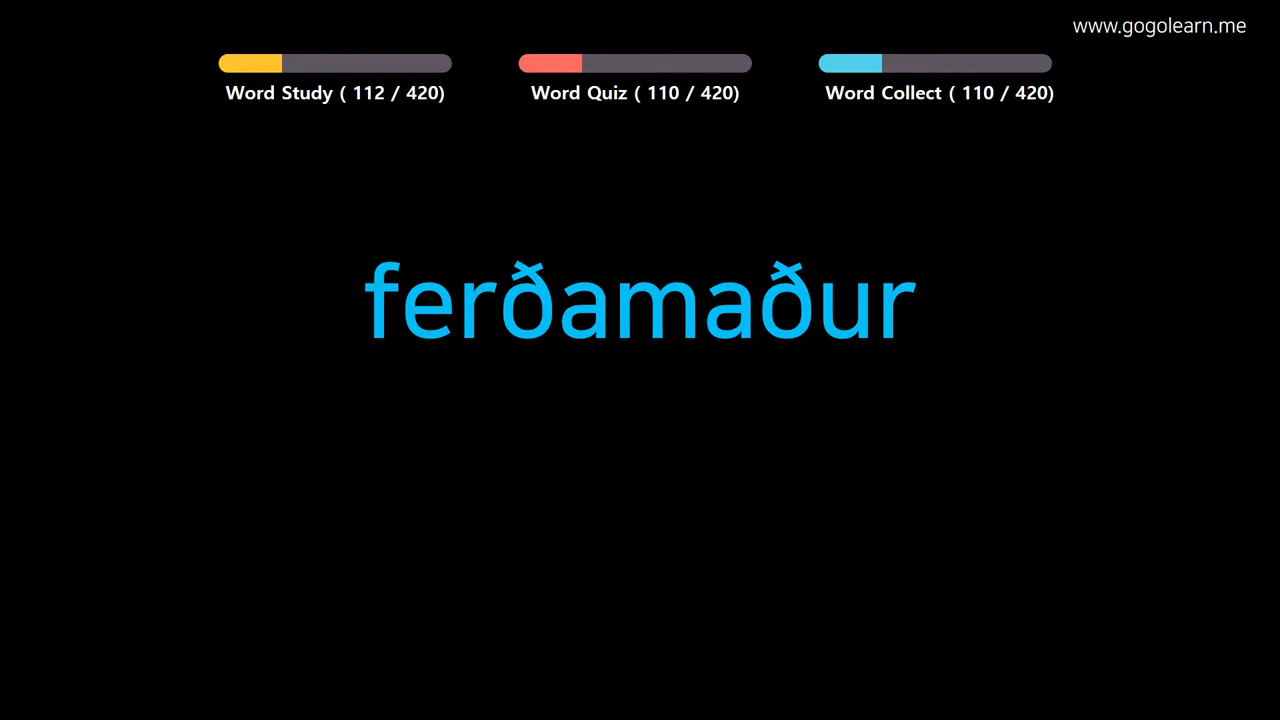 www.gogolearn.me
Word Study ( 112 / 420)
Word Quiz ( 110 / 420)
Word Collect ( 110 / 420)
ferðamaður